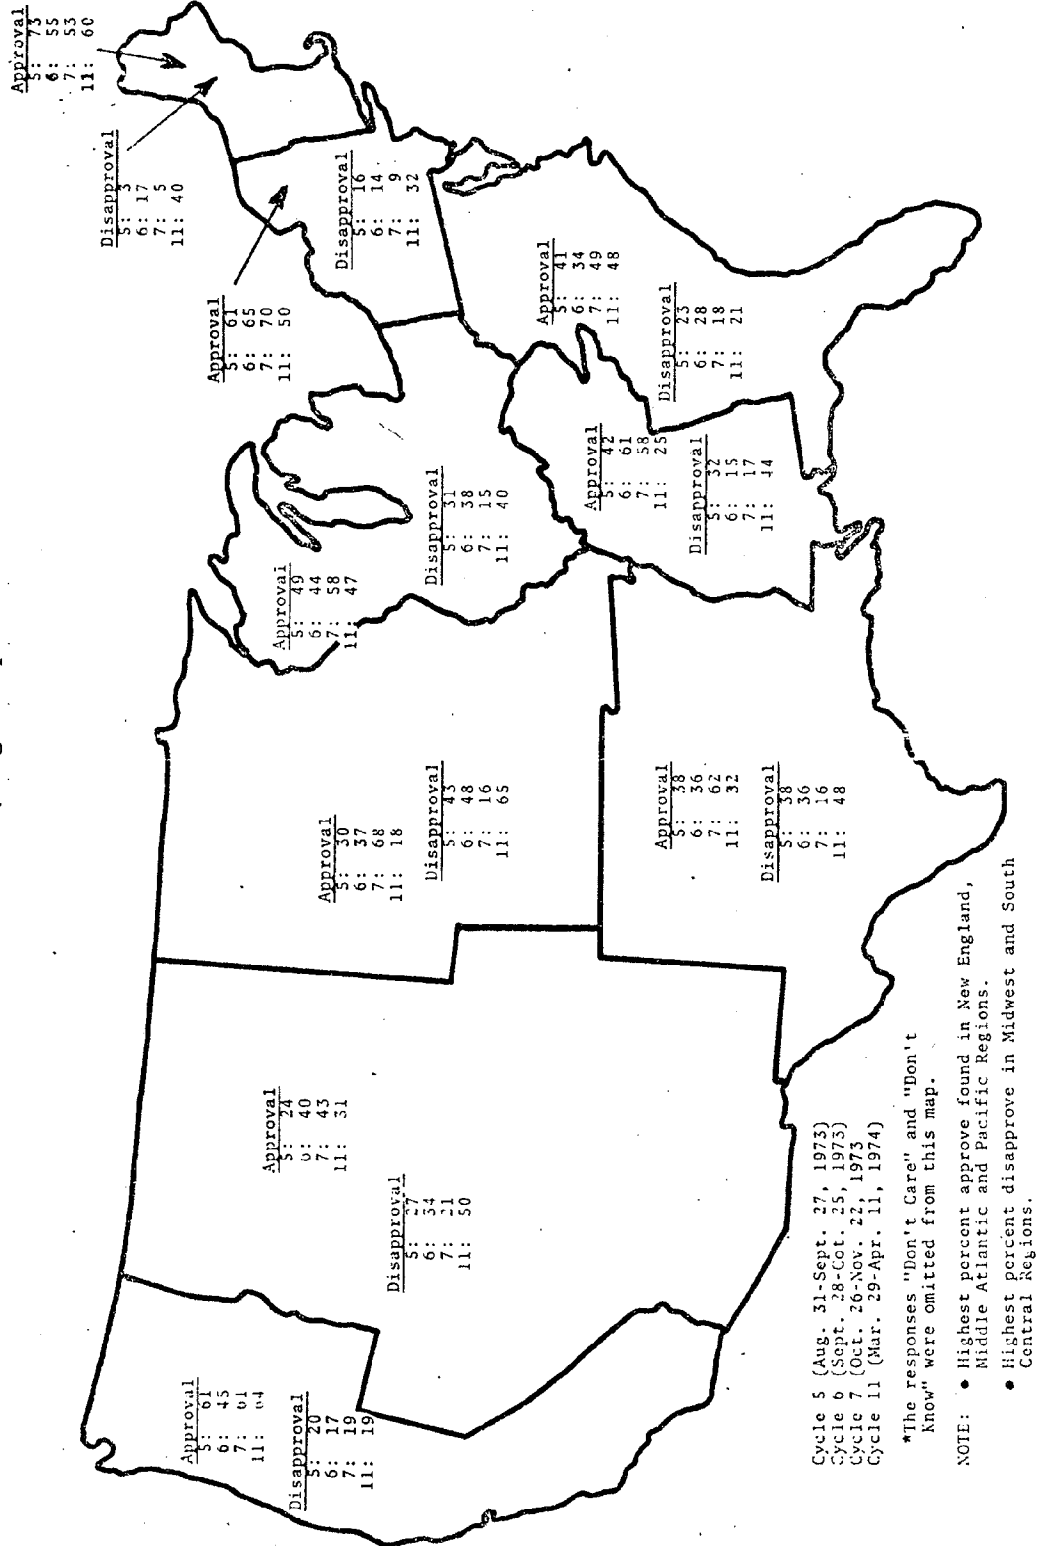 Approval
5: 73
6: 55
7: 53
11: 60
Disapproval
5: 3
6: 17
7: 5
11: 40
Approval
5: 61
6: 65
7: 70
11: 50
Disapproval
5: 16
6: 14
7: 9
11: 32
Approval
5: 49
6: 44
7: 58
11: 47
Disapproval
5: 31
6: 38
7: 15
11: 40
Approval
5: 41
6: 34
7: 49
11: 48
Disapproval
5: 23
6: 28
7: 18
11: 21
Approval
5: 42
6: 61
7: 58
11: 25
Disapproval
5: 32
6: 15
7: 17
11: 44
Approval
5: 30
6: 37
7: 68
11: 18
Disapproval
5: 43
6: 48
7: 16
11: 65
Approval
5: 38
6: 36
7: 62
11: 32
Disapproval
5: 38
6: 36
7: 16
11: 48
Approval
5: 24
6: 40
7: 43
11: 31
Disapproval
5: 27
6: 34
7: 21
11: 50
Approval
5: 61
6: 45
7: 61
11: 64
Disapproval
5: 20
6: 17
7: 19
11: 19
Cycle 5 (Aug. 31-Sept. 27, 1973)
Cycle 6 (Sept. 28-Oct. 25, 1973)
Cycle 7 (Oct. 26-Nov. 22, 1973
Cycle 11 (Mar. 29-Apr. 11, 1974)
*The responses "Don't Care" and "Don't
Know" were omitted from this map.
NOTE: • Highest percent approve found in New England,
Middle Atlantic and Pacific Regions.
• Highest percent disapprove in Midwest and South
Central Regions.